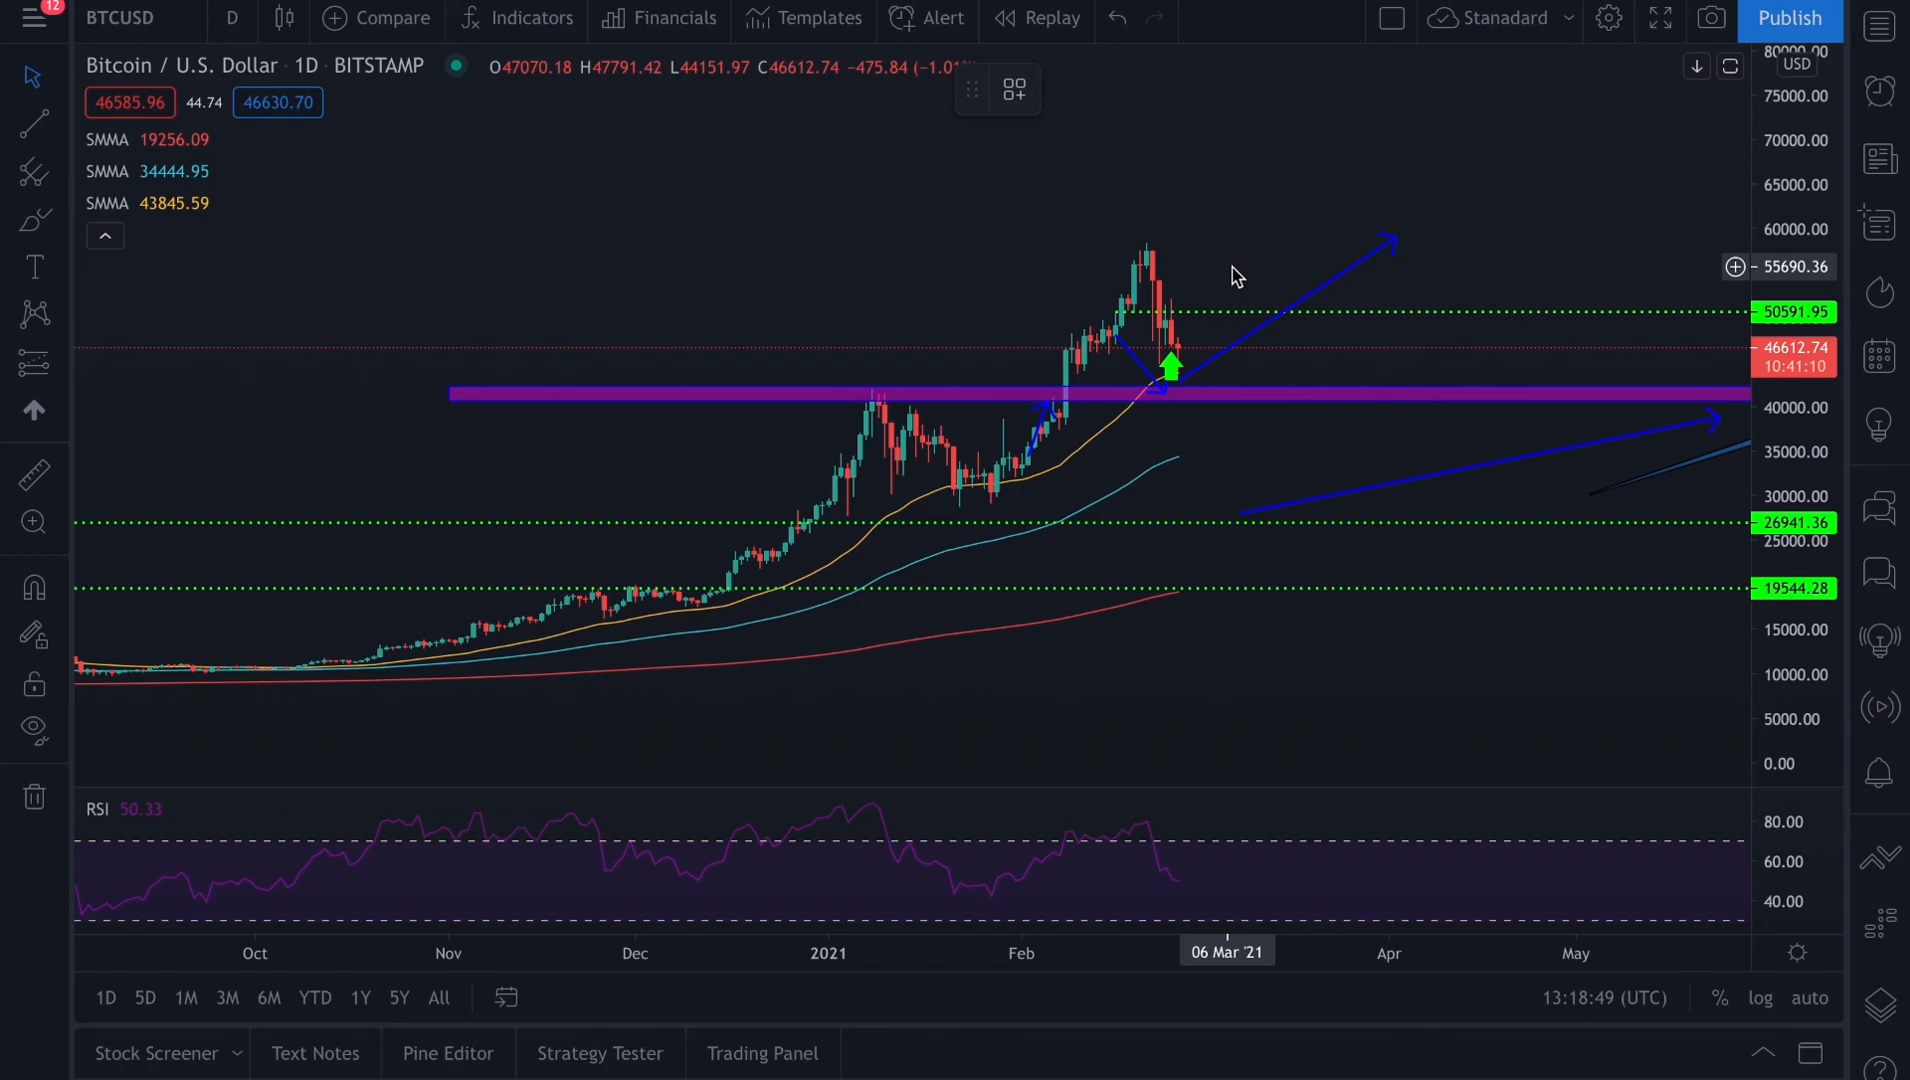 12
BTCUSD D Compare Indicators Financials Templates Alert Replay Stanadard Publish
Bitcoin / U.S. Dollar · 1D · BITSTAMP O47070.18 H47791.42 L44151.97 C46612.74 −475.84
46585.96 44.74 46630.70
SMMA 19256.09
SMMA 34444.95
SMMA 43845.59
80000.00
USD
75000.00
70000.00
65000.00
60000.00
55690.36
50591.95
46612.74
10:41:10
40000.00
35000.00
30000.00
26941.36
25000.00
19544.28
15000.00
10000.00
5000.00
0.00
RSI 50.33
80.00
60.00
40.00
Oct Nov Dec 2021 Feb 06 Mar '21 Apr May
1D 5D 1M 3M 6M YTD 1Y 5Y All 13:18:49 (UTC) % log auto
Stock Screener Text Notes Pine Editor Strategy Tester Trading Panel